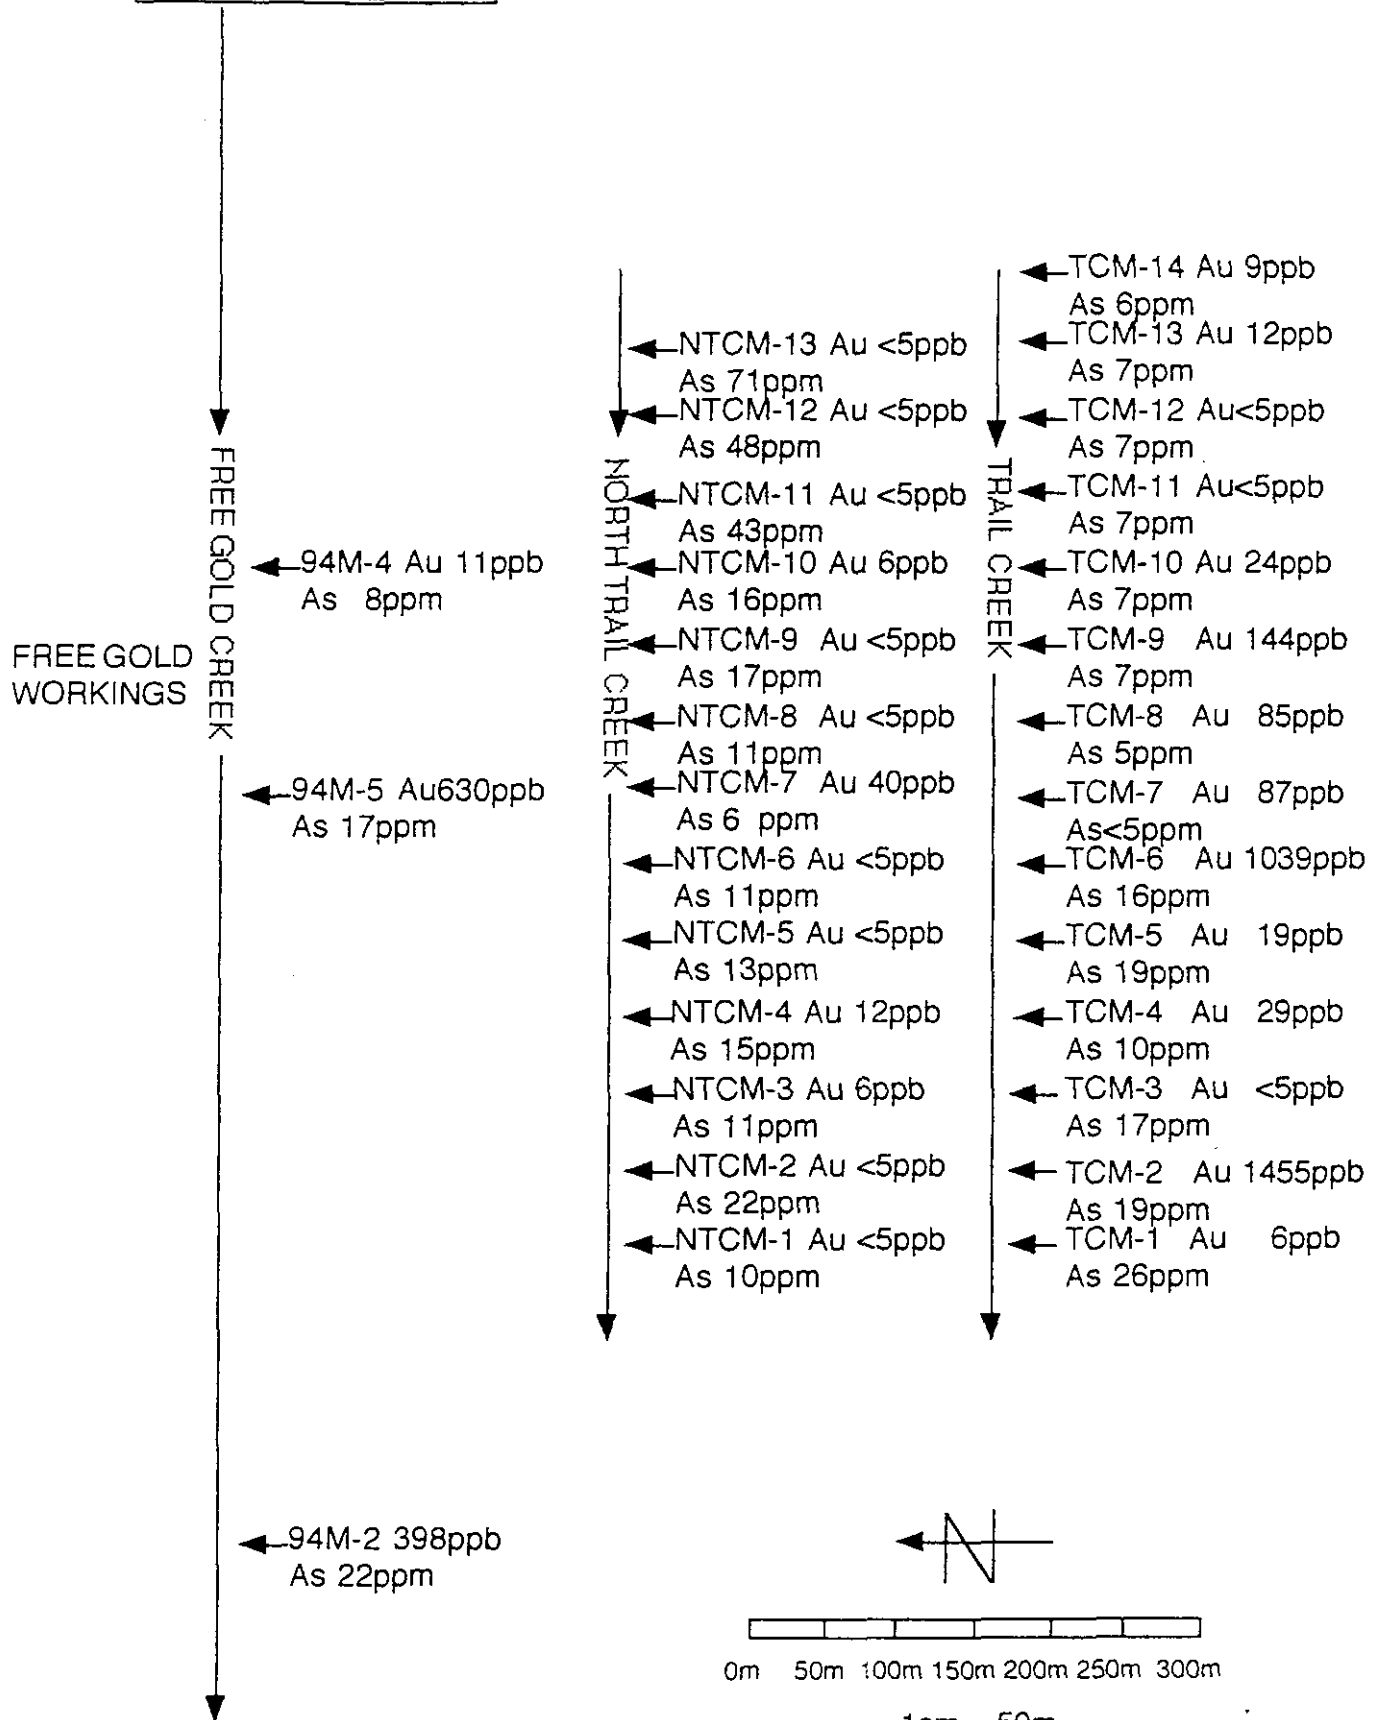 FREE GOLD CREEK
FREE GOLD
WORKINGS
94M-4 Au 11ppb
As 8ppm
94M-5 Au630ppb
As 17ppm
94M-2 398ppb
As 22ppm
NORTH TRAIL CREEK
NTCM-13 Au <5ppb
As 71ppm
NTCM-12 Au <5ppb
As 48ppm
NTCM-11 Au <5ppb
As 43ppm
NTCM-10 Au 6ppb
As 16ppm
NTCM-9 Au <5ppb
As 17ppm
NTCM-8 Au <5ppb
As 11ppm
NTCM-7 Au 40ppb
As 6 ppm
NTCM-6 Au <5ppb
As 11ppm
NTCM-5 Au <5ppb
As 13ppm
NTCM-4 Au 12ppb
As 15ppm
NTCM-3 Au 6ppb
As 11ppm
NTCM-2 Au <5ppb
As 22ppm
NTCM-1 Au <5ppb
As 10ppm
TRAIL CREEK
TCM-14 Au 9ppb
As 6ppm
TCM-13 Au 12ppb
As 7ppm
TCM-12 Au<5ppb
As 7ppm
TCM-11 Au<5ppb
As 7ppm
TCM-10 Au 24ppb
As 7ppm
TCM-9 Au 144ppb
As 7ppm
TCM-8 Au 85ppb
As 5ppm
TCM-7 Au 87ppb
As<5ppm
TCM-6 Au 1039ppb
As 16ppm
TCM-5 Au 19ppb
As 19ppm
TCM-4 Au 29ppb
As 10ppm
TCM-3 Au <5ppb
As 17ppm
TCM-2 Au 1455ppb
As 19ppm
TCM-1 Au 6ppb
As 26ppm
N
0m 50m 100m 150m 200m 250m 300m